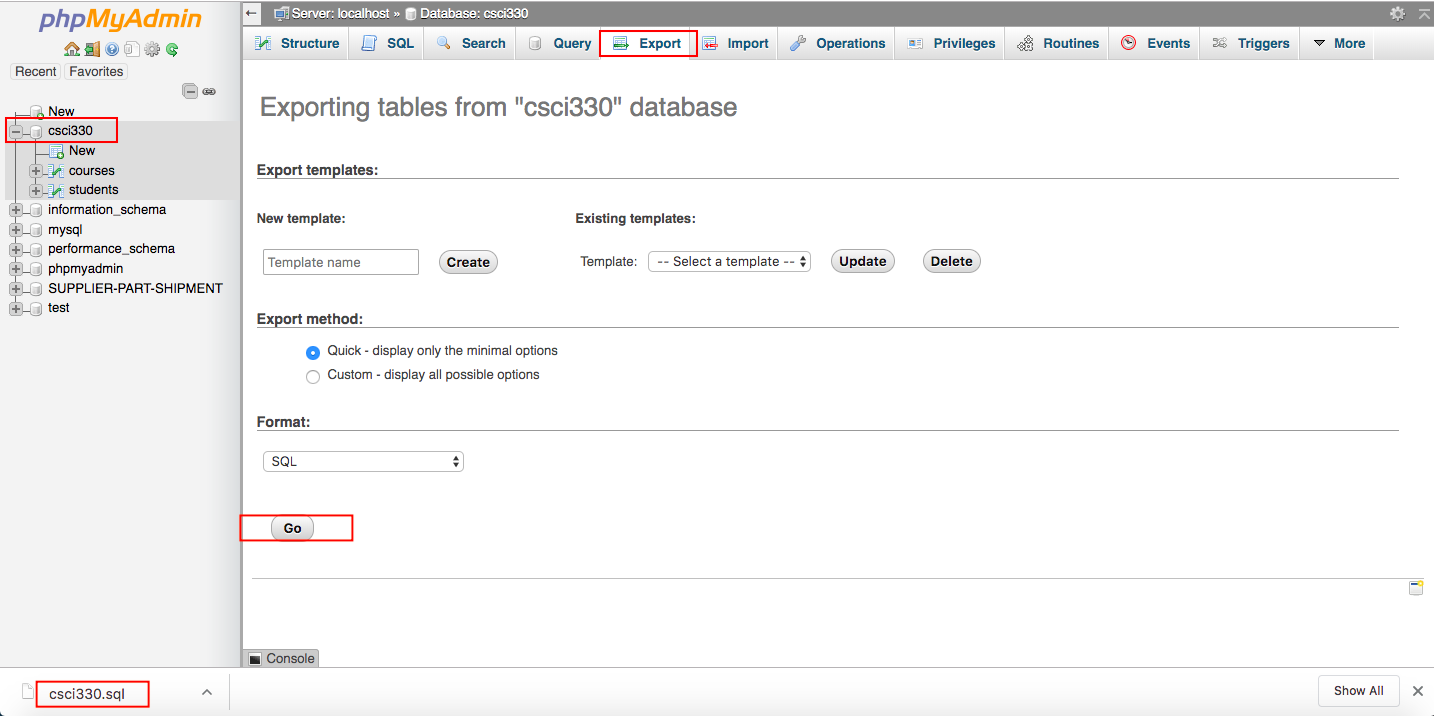 phpMyAdmin
Recent Favorites
New
csci330
New
courses
students
information_schema
mysql
performance_schema
phpmyadmin
SUPPLIER-PART-SHIPMENT
test
Server: localhost » Database: csci330
Structure SQL Search Query Export Import Operations Privileges Routines Events Triggers More
Exporting tables from "csci330" database
Export templates:
New template: Existing templates:
Template name Create Template: -- Select a template -- Update Delete
Export method:
Quick - display only the minimal options
Custom - display all possible options
Format:
SQL
Go
Console
csci330.sql Show All